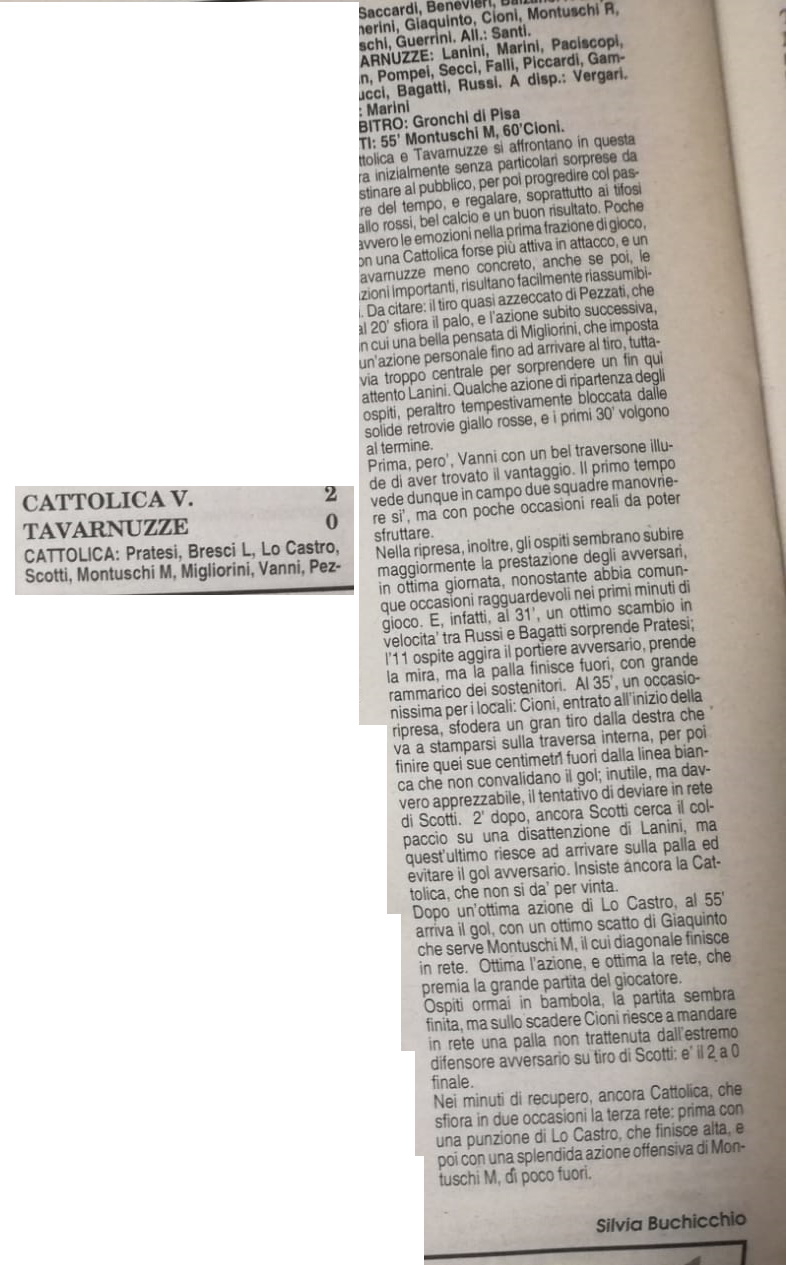 CATTOLICA V. 2
TAVARNUZZE 0
CATTOLICA: Pratesi, Bresci L, Lo Castro,
Scotti, Montuschi M, Migliorini, Vanni, Pez-
Saccardi, Benevieri,
erini, Giaquinto, Cioni, Montuschi R,
schi, Guerrini. All.: Santi.
ARNUZZE: Lanini, Marini, Paciscopi,
n, Pompei, Secci, Falli, Piccardi, Gam-
ucci, Bagatti, Russi. A disp.: Vergari.
: Marini
BITRO: Gronchi di Pisa
TI: 55' Montuschi M, 60'Cioni.
ttolica e Tavarnuzze si affrontano in questa
ra inizialmente senza particolari sorprese da
stinare al pubblico, per poi progredire col pas-
re del tempo, e regalare, soprattutto ai tifosi
allo rossi, bel calcio e un buon risultato. Poche
avvero le emozioni nella prima frazione di gioco,
on una Cattolica forse più attiva in attacco, e un
avarnuzze meno concreto, anche se poi, le
zioni importanti, risultano facilmente riassumibi-
. Da citare: il tiro quasi azzeccato di Pezzati, che
al 20' sfiora il palo, e l'azione subito successiva,
in cui una bella pensata di Migliorini, che imposta
un'azione personale fino ad arrivare al tiro, tutta-
via troppo centrale per sorprendere un fin qui
attento Lanini. Qualche azione di ripartenza degli
ospiti, peraltro tempestivamente bloccata dalle
solide retrovie giallo rosse, e i primi 30' volgono
al termine.
Prima, pero', Vanni con un bel traversone illu-
de di aver trovato il vantaggio. Il primo tempo
vede dunque in campo due squadre manovrie-
re si', ma con poche occasioni reali da poter
sfruttare.
Nella ripresa, inoltre, gli ospiti sembrano subire
maggiormente la prestazione degli avversari,
in ottima giornata, nonostante abbia comun-
que occasioni ragguardevoli nei primi minuti di
gioco. E, infatti, al 31', un ottimo scambio in
velocita' tra Russi e Bagatti sorprende Pratesi;
l'11 ospite aggira il portiere avversario, prende
la mira, ma la palla finisce fuori, con grande
rammarico dei sostenitori. Al 35', un occasio-
nissima per i locali: Cioni, entrato all'inizio della
ripresa, sfodera un gran tiro dalla destra che
va a stamparsi sulla traversa interna, per poi
finire quei sue centimetri fuori dalla linea bian-
ca che non convalidano il gol; inutile, ma dav-
vero apprezzabile, il tentativo di deviare in rete
di Scotti. 2' dopo, ancora Scotti cerca il col-
paccio su una disattenzione di Lanini, ma
quest'ultimo riesce ad arrivare sulla palla ed
evitare il gol avversario. Insiste ancora la Cat-
tolica, che non si da' per vinta.
Dopo un'ottima azione di Lo Castro, al 55'
arriva il gol, con un ottimo scatto di Giaquinto
che serve Montuschi M, il cui diagonale finisce
in rete. Ottima l'azione, e ottima la rete, che
premia la grande partita del giocatore.
Ospiti ormai in bambola, la partita sembra
finita, ma sullo scadere Cioni riesce a mandare
in rete una palla non trattenuta dall'estremo
difensore avversario su tiro di Scotti: e' il 2 a 0
finale.
Nei minuti di recupero, ancora Cattolica, che
sfiora in due occasioni la terza rete: prima con
una punzione di Lo Castro, che finisce alta, e
poi con una splendida azione offensiva di Mon-
tuschi M, di poco fuori.
Silvia Buchicchio